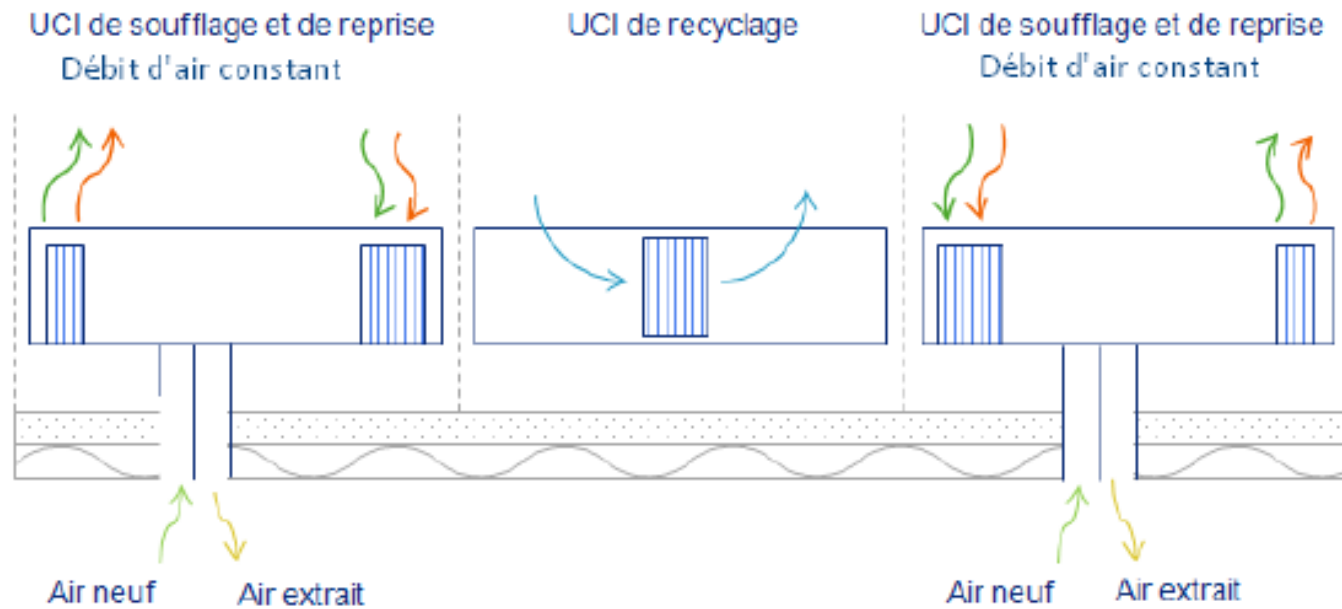 UCI de soufflage et de reprise
Débit d'air constant
UCI de recyclage
UCI de soufflage et de reprise
Débit d'air constant
Air neuf
Air extrait
Air neuf
Air extrait